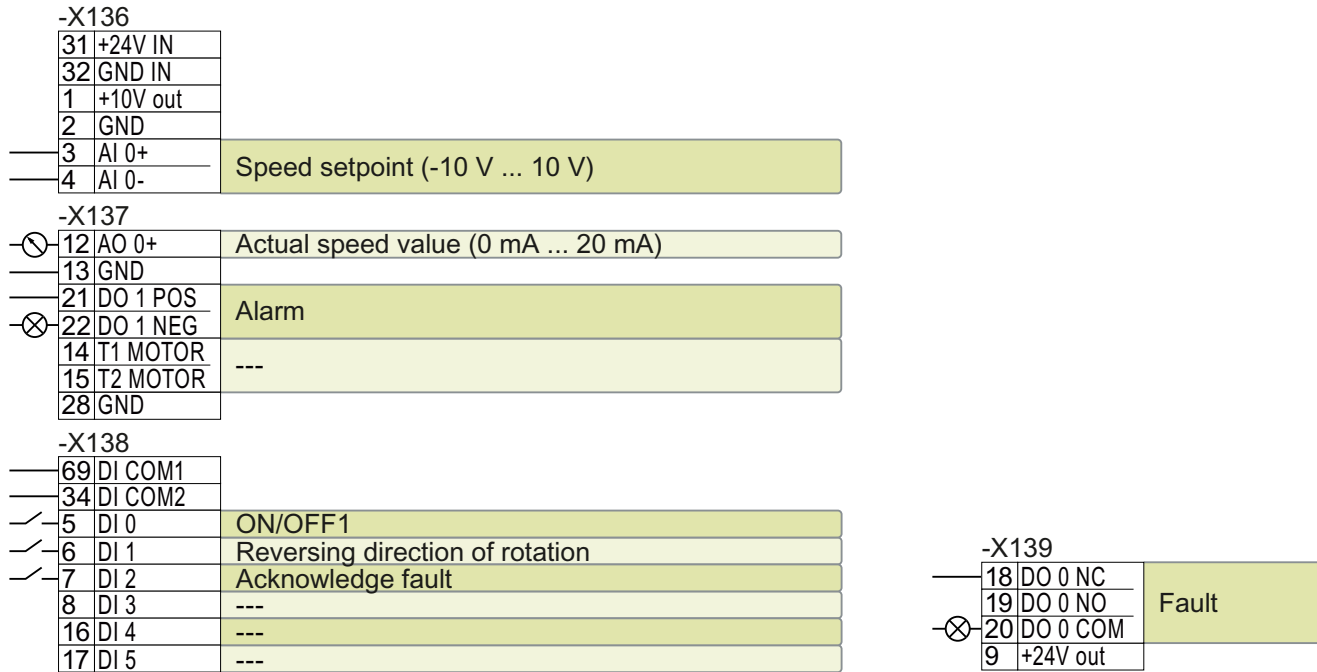 -X136
31 +24V IN
32 GND IN
1 +10V out
2 GND
3 AI 0+
4 AI 0-
Speed setpoint (-10 V ... 10 V)
-X137
12 AO 0+ Actual speed value (0 mA ... 20 mA)
13 GND
21 DO 1 POS
22 DO 1 NEG
Alarm
14 T1 MOTOR
15 T2 MOTOR
---
28 GND
-X138
69 DI COM1
34 DI COM2
5 DI 0 ON/OFF1
6 DI 1 Reversing direction of rotation
7 DI 2 Acknowledge fault
8 DI 3 ---
16 DI 4 ---
17 DI 5 ---
-X139
18 DO 0 NC
19 DO 0 NO
20 DO 0 COM
Fault
9 +24V out